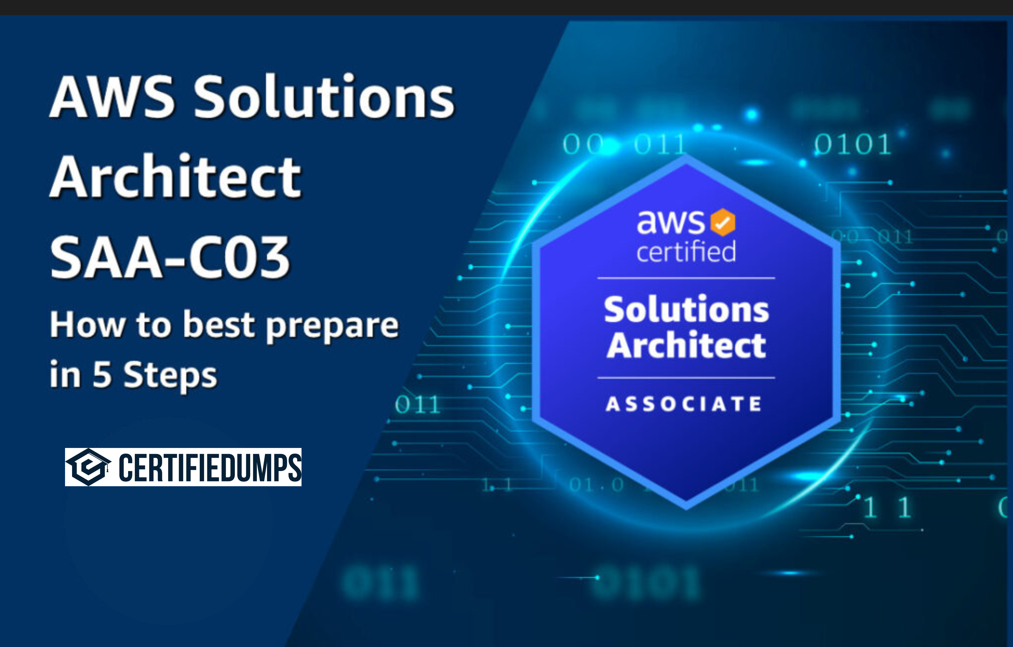 AWS Solutions
Architect
SAA-C03
How to best prepare
in 5 Steps
CERTIFIEDUMPS
aws
certified
Solutions
Architect
ASSOCIATE
00 011
0101
00 011
011
1 1
01.0
011
1 1
011
0101